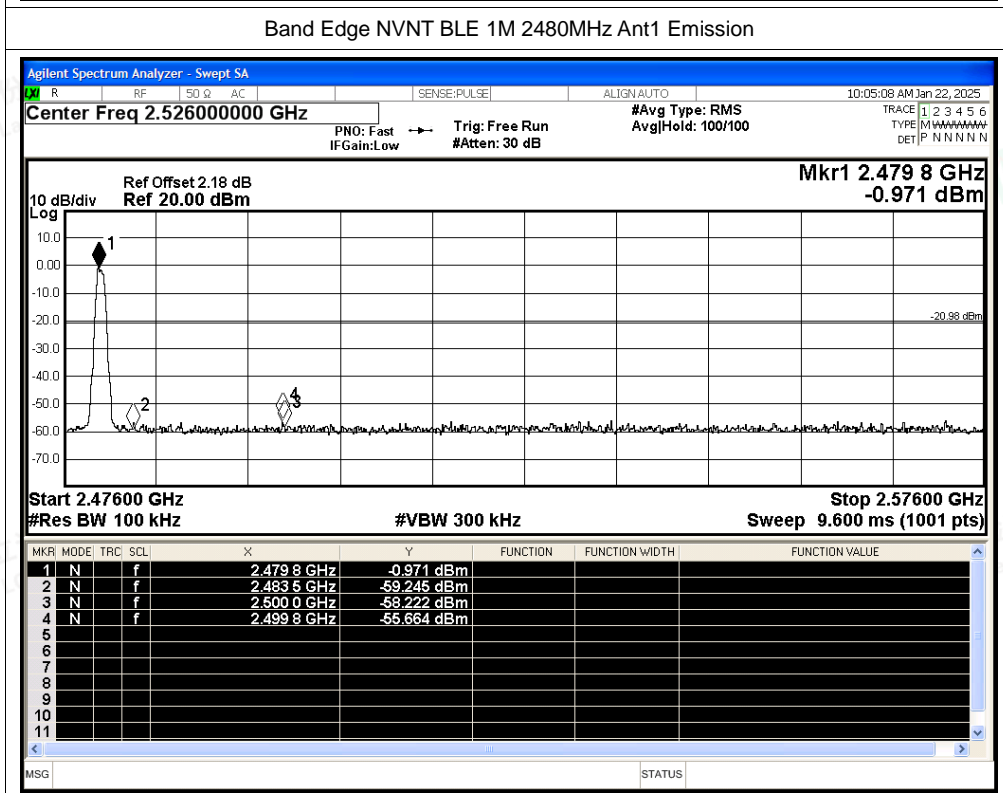 Band Edge NVNT BLE 1M 2480MHz Ant1 Emission
Agilent Spectrum Analyzer - Swept SA
LXI R RF 50 Ω AC SENSE:PULSE ALIGN AUTO 10:05:08 AM Jan 22, 2025
Center Freq 2.526000000 GHz #Avg Type: RMS TRACE 1 2 3 4 5 6
PNO: Fast Trig: Free Run Avg|Hold: 100/100 TYPE M WWWWW
IFGain:Low #Atten: 30 dB DET P N N N N N
Mkr1 2.479 8 GHz
Ref Offset 2.18 dB
10 dB/div Ref 20.00 dBm -0.971 dBm
Log
10.0
1
0.00
-10.0
-20.0
-20.98 dBm
-30.0
-40.0
-50.0
2
4
3
-60.0
-70.0
Start 2.47600 GHz Stop 2.57600 GHz
#Res BW 100 kHz #VBW 300 kHz Sweep 9.600 ms (1001 pts)
MKR MODE TRC SCL X Y FUNCTION FUNCTION WIDTH FUNCTION VALUE
1 N f 2.479 8 GHz -0.971 dBm
2 N f 2.483 5 GHz -59.245 dBm
3 N f 2.500 0 GHz -58.222 dBm
4 N f 2.499 8 GHz -55.664 dBm
5
6
7
8
9
10
11
MSG STATUS